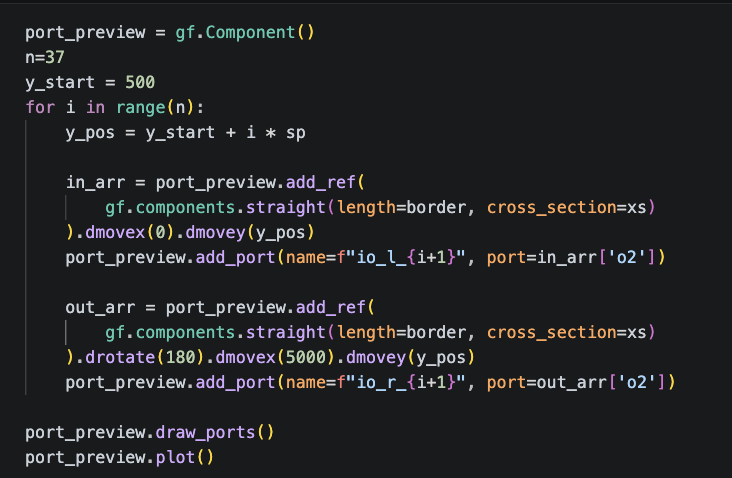 port_preview = gf.Component()
n=37
y_start = 500
for i in range(n):
    y_pos = y_start + i * sp

    in_arr = port_preview.add_ref(
        gf.components.straight(length=border, cross_section=xs)
    ).dmovex(0).dmovey(y_pos)
    port_preview.add_port(name=f"io_l_{i+1}", port=in_arr['o2'])

    out_arr = port_preview.add_ref(
        gf.components.straight(length=border, cross_section=xs)
    ).drotate(180).dmovex(5000).dmovey(y_pos)
    port_preview.add_port(name=f"io_r_{i+1}", port=out_arr['o2'])

port_preview.draw_ports()
port_preview.plot()